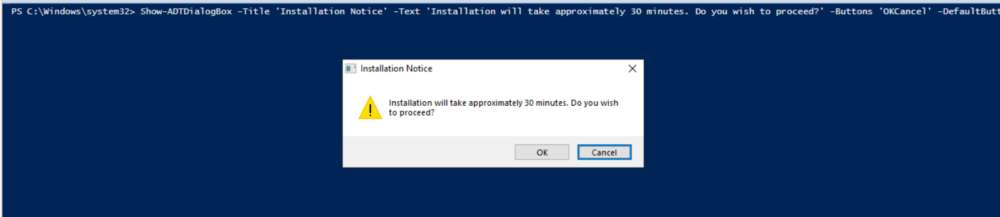 PS C:\Windows\system32> Show-ADTDialogBox -Title 'Installation Notice' -Text 'Installation will take approximately 30 minutes. Do you wish to proceed?' -Buttons 'OKCancel' -DefaultButt
Installation Notice
Installation will take approximately 30 minutes. Do you wish
to proceed?
OK
Cancel